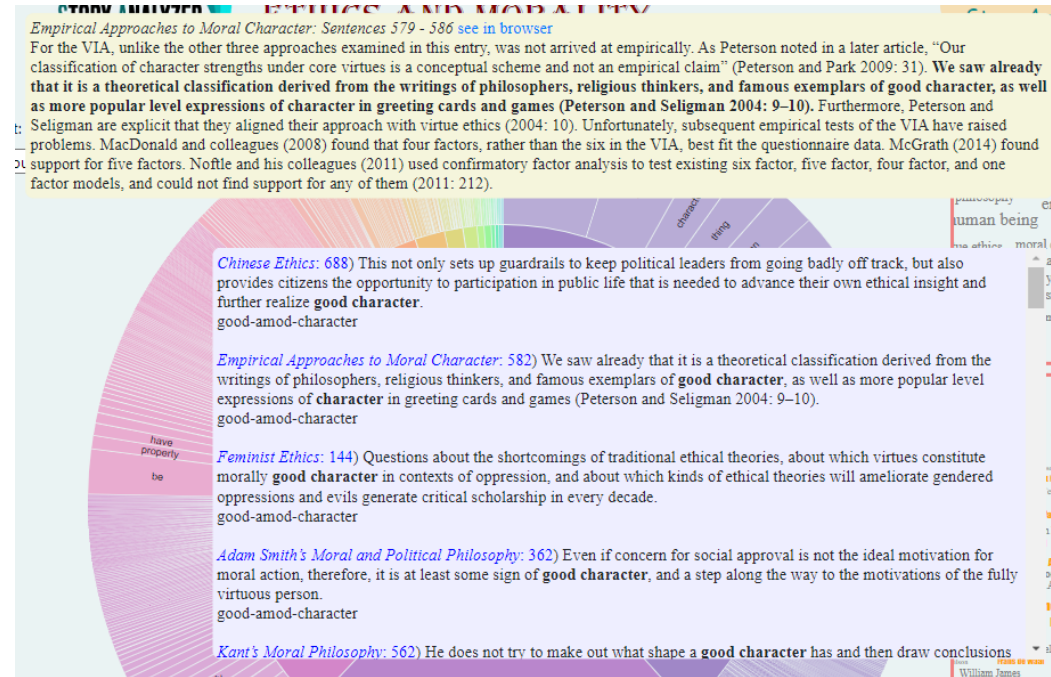 STORY ANALYZER
ETHICS AND MORALITY
Empirical Approaches to Moral Character: Sentences 579 - 586 see in browser
For the VIA, unlike the other three approaches examined in this entry, was not arrived at empirically. As Peterson noted in a later article, “Our
classification of character strengths under core virtues is a conceptual scheme and not an empirical claim” (Peterson and Park 2009: 31). We saw already
that it is a theoretical classification derived from the writings of philosophers, religious thinkers, and famous exemplars of good character, as well
as more popular level expressions of character in greeting cards and games (Peterson and Seligman 2004: 9–10). Furthermore, Peterson and
Seligman are explicit that they aligned their approach with virtue ethics (2004: 10). Unfortunately, subsequent empirical tests of the VIA have raised
problems. MacDonald and colleagues (2008) found that four factors, rather than the six in the VIA, best fit the questionnaire data. McGrath (2014) found
support for five factors. Noftle and his colleagues (2011) used confirmatory factor analysis to test existing six factor, five factor, four factor, and one
factor models, and could not find support for any of them (2011: 212).
philosophy
human being
moral
thing
have
property
be
Chinese Ethics: 688) This not only sets up guardrails to keep political leaders from going badly off track, but also
provides citizens the opportunity to participation in public life that is needed to advance their own ethical insight and
further realize good character.
good-amod-character
Empirical Approaches to Moral Character: 582) We saw already that it is a theoretical classification derived from the
writings of philosophers, religious thinkers, and famous exemplars of good character, as well as more popular level
expressions of character in greeting cards and games (Peterson and Seligman 2004: 9–10).
good-amod-character
Feminist Ethics: 144) Questions about the shortcomings of traditional ethical theories, about which virtues constitute
morally good character in contexts of oppression, and about which kinds of ethical theories will ameliorate gendered
oppressions and evils generate critical scholarship in every decade.
good-amod-character
Adam Smith’s Moral and Political Philosophy: 362) Even if concern for social approval is not the ideal motivation for
moral action, therefore, it is at least some sign of good character, and a step along the way to the motivations of the fully
virtuous person.
good-amod-character
Kant’s Moral Philosophy: 562) He does not try to make out what shape a good character has and then draw conclusions
William James